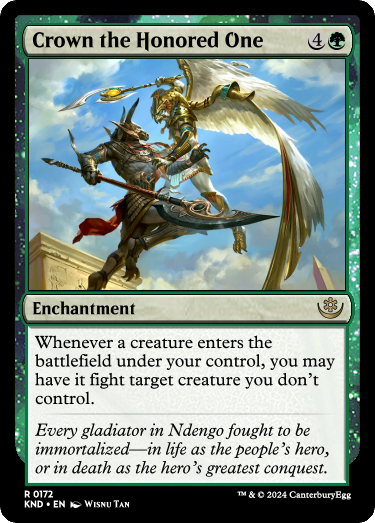 Crown the Honored One 4
Enchantment
Whenever a creature enters the
battlefield under your control, you may
have it fight target creature you don't
control.
Every gladiator in Ndengo fought to be
immortalized—in life as the people's hero,
or in death as the hero's greatest conquest.
R 0172
KND • EN Wisnu Tan
™ & © 2024 CanterburyEgg